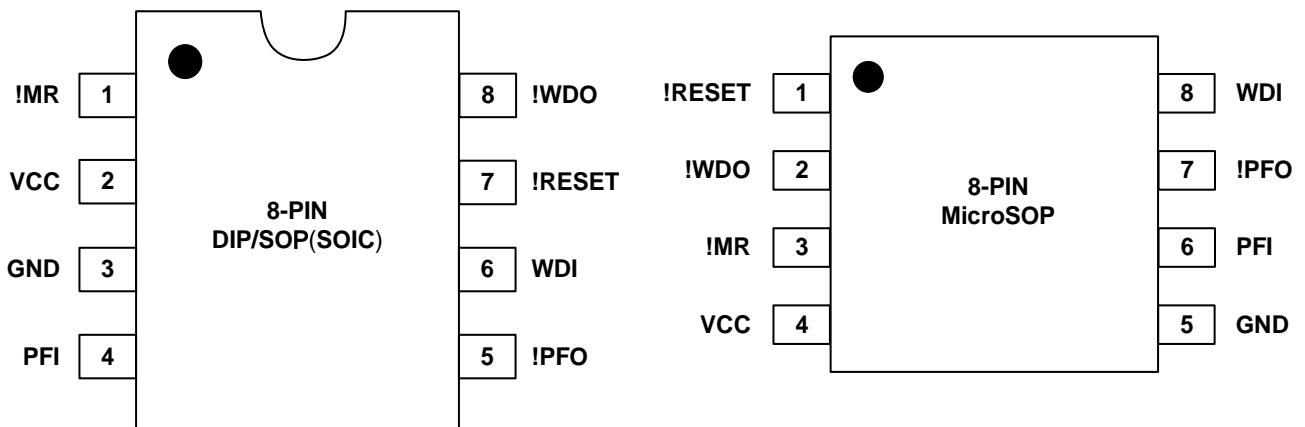 !MR 1
VCC 2
GND 3
PFI 4
8-PIN
DIP/SOP(SOIC)
8 !WDO
7 !RESET
6 WDI
5 !PFO
!RESET 1
!WDO 2
!MR 3
VCC 4
8-PIN
MicroSOP
8 WDI
7 !PFO
6 PFI
5 GND